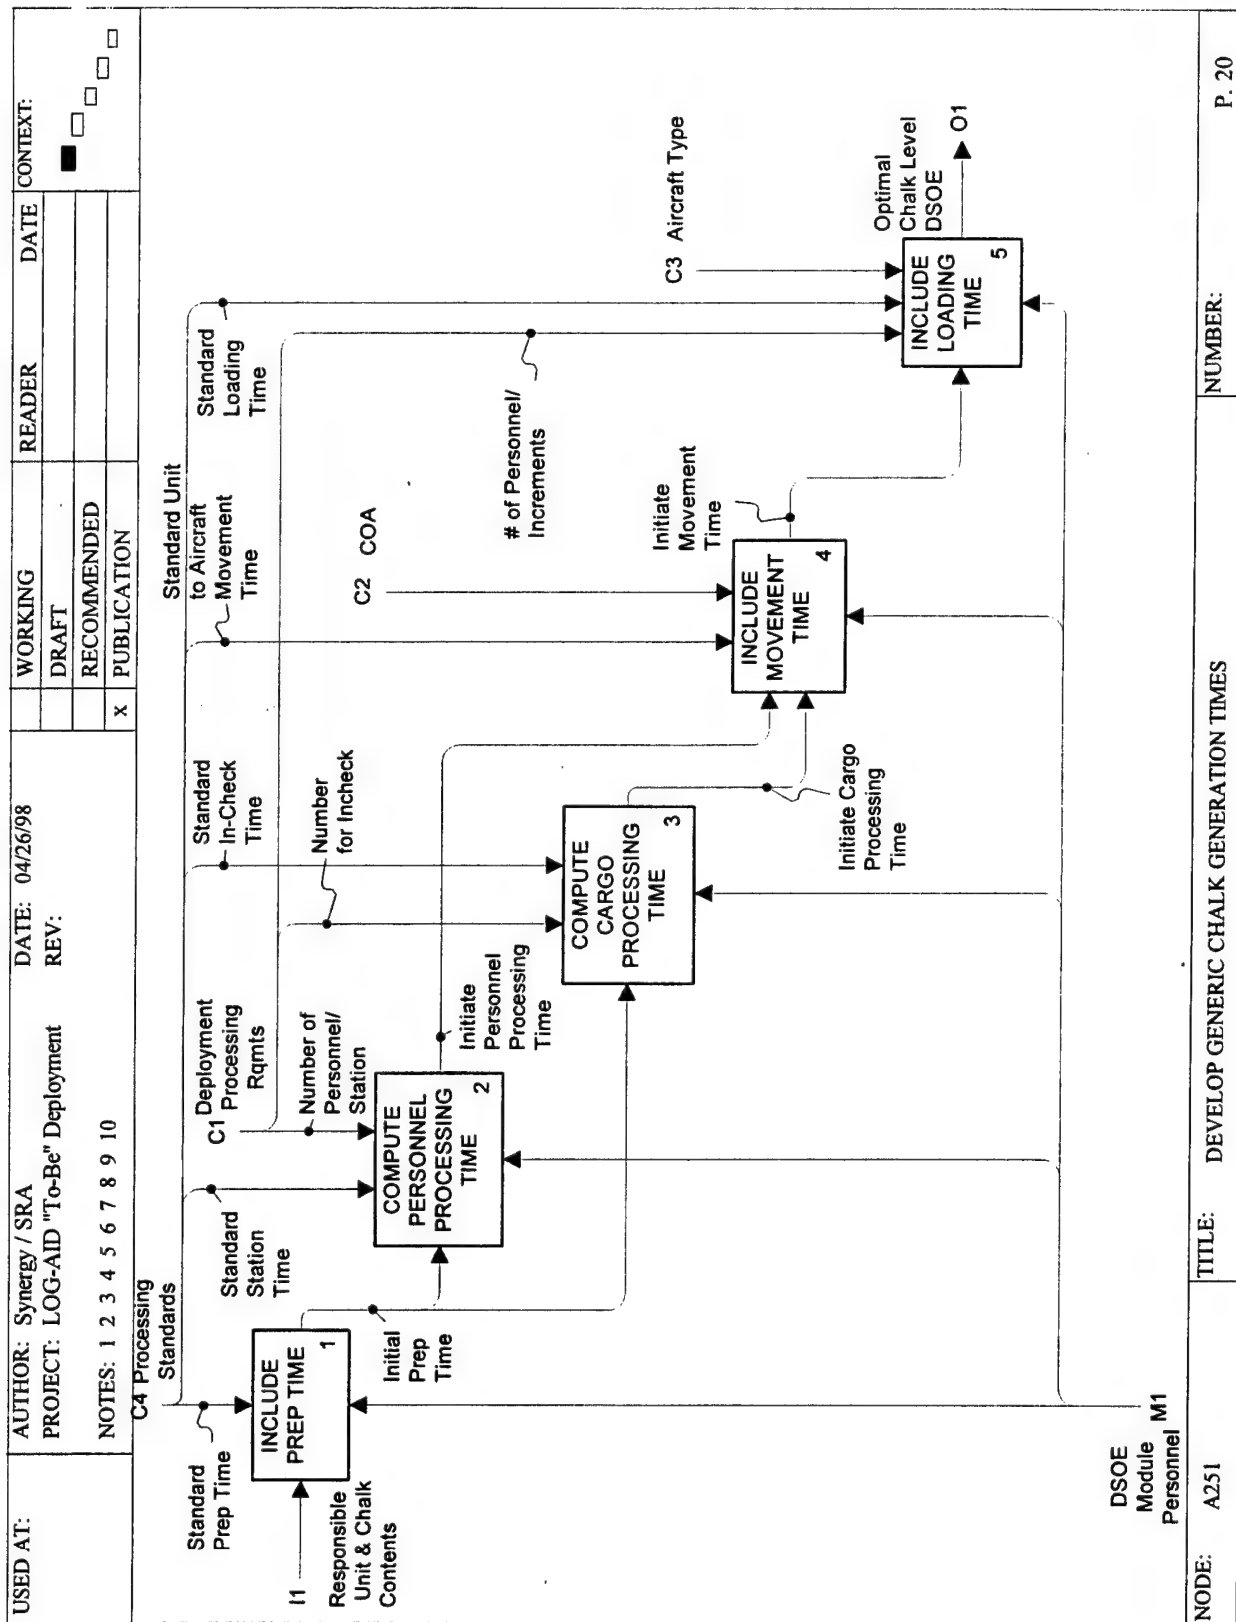 USED AT:
AUTHOR: Synergy / SRA
DATE: 04/26/98
PROJECT: LOG-AID "To-Be" Deployment
REV:
NOTES: 1 2 3 4 5 6 7 8 9 10
WORKING
DRAFT
RECOMMENDED
x PUBLICATION
READER
DATE
CONTEXT:
C4 Processing
Standards
Standard
Prep Time
I1
Responsible
Unit & Chalk
Contents
INCLUDE
PREP TIME
1
Initial
Prep
Time
Standard
Station
Time
C1 Deployment
Processing
Rqmts
Number of
Personnel/
Station
COMPUTE
PERSONNEL
PROCESSING
TIME
2
Initiate
Personnel
Processing
Time
Standard
In-Check
Time
Number
for Incheck
COMPUTE
CARGO
PROCESSING
TIME
3
Initiate Cargo
Processing
Time
Standard Unit
to Aircraft
Movement
Time
C2 COA
INCLUDE
MOVEMENT
TIME
4
Initiate
Movement
Time
Standard
Loading
Time
# of Personnel/
Increments
C3 Aircraft Type
INCLUDE
LOADING
TIME
5
Optimal
Chalk Level
DSOE
O1
DSOE
Module
Personnel
M1
NODE: A251
TITLE: DEVELOP GENERIC CHALK GENERATION TIMES
NUMBER:
P. 20